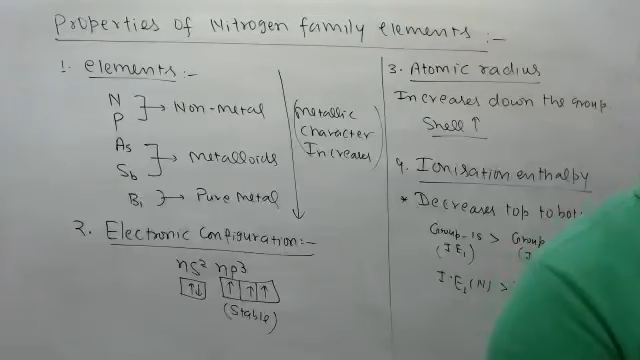 Properties of Nitrogen family elements :-
1. elements :-
N
P
→ Non-metal
As
Sb
→ Metalloids
Bi → Pure metal
(Metallic
Character
Increases)
2. Electronic Configuration:-
ns² np³
↑↓ ↑ ↑ ↑
(Stable)
3. Atomic radius
Increases down the Group
Shell ↑
4. Ionisation enthalpy
* Decreases top to bot
Group-15 > Group
(IE₁)
I.E₁(N) >